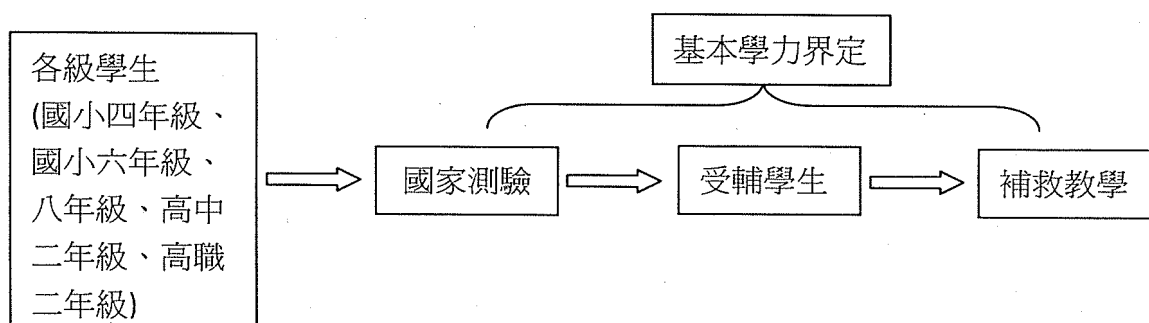 基本學力界定
各級學生
(國小四年級、
國小六年級、
八年級、高中
二年級、高職
二年級)
國家測驗
受輔學生
補救教學